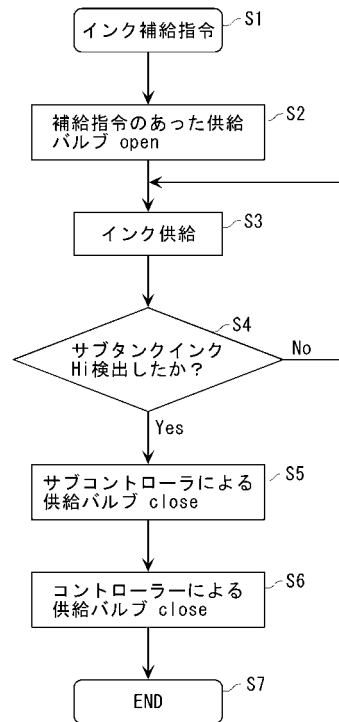 インク補給指令
S1
補給指令のあった供給
バルブ open
S2
インク供給
S3
サブタンクインク
Hi検出したか？
S4
No
Yes
サブコントローラによる
供給バルブ close
S5
コントローラーによる
供給バルブ close
S6
END
S7